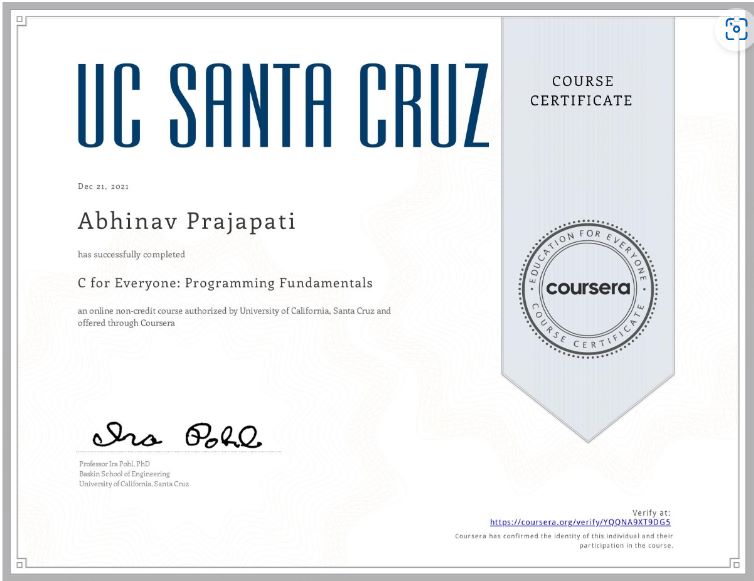 UC SANTA CRUZ
COURSE
CERTIFICATE
Dec 21, 2021
Abhinav Prajapati
has successfully completed
C for Everyone: Programming Fundamentals
an online non-credit course authorized by University of California, Santa Cruz and
offered through Coursera
EDUCATION FOR EVERYONE
coursera
COURSE CERTIFICATE
Ira Pohl
Professor Ira Pohl, PhD
Baskin School of Engineering
University of California, Santa Cruz
Verify at:
https://coursera.org/verify/YQQNA9XT9DG5
Coursera has confirmed the identity of this individual and their
participation in the course.